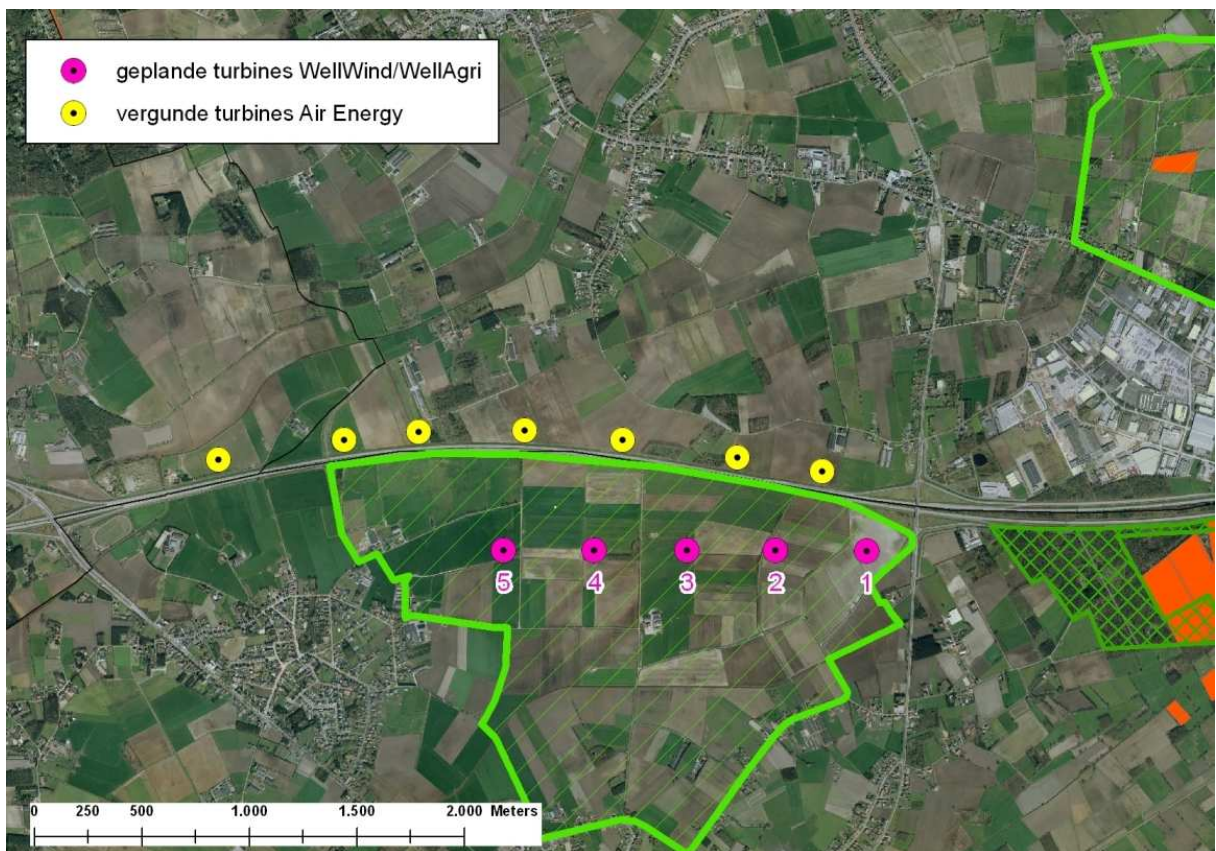 geplande turbines WellWind/WellAgri
vergunde turbines Air Energy
5 4 3 2 1
0 250 500 1.000 1.500 2.000 Meters